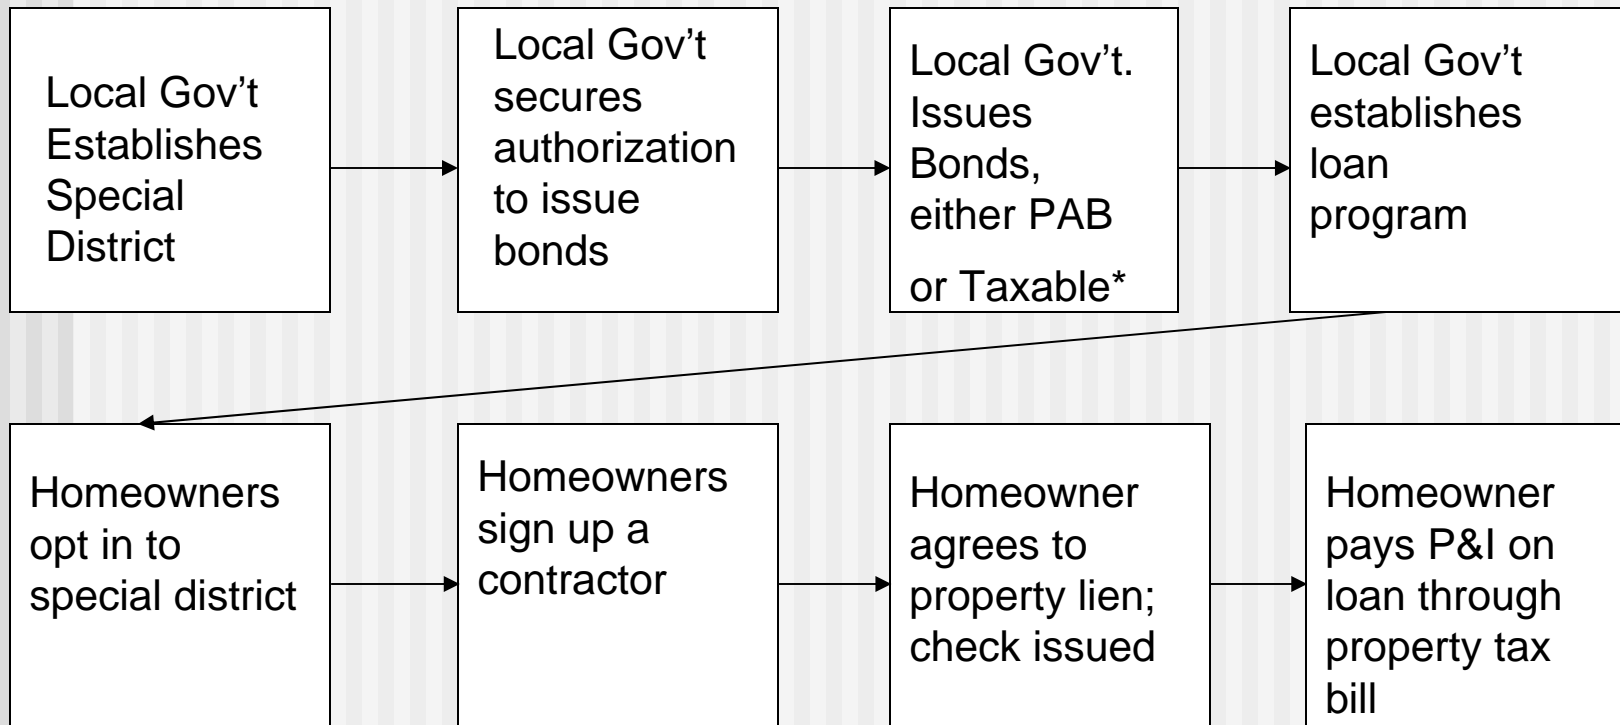 Local Gov’t
Establishes
Special
District
Local Gov’t
secures
authorization
to issue
bonds
Local Gov’t.
Issues
Bonds,
either PAB
or Taxable*
Local Gov’t
establishes
loan
program
Homeowners
opt in to
special district
Homeowners
sign up a
contractor
Homeowner
agrees to
property lien;
check issued
Homeowner
pays P&I on
loan through
property tax
bill